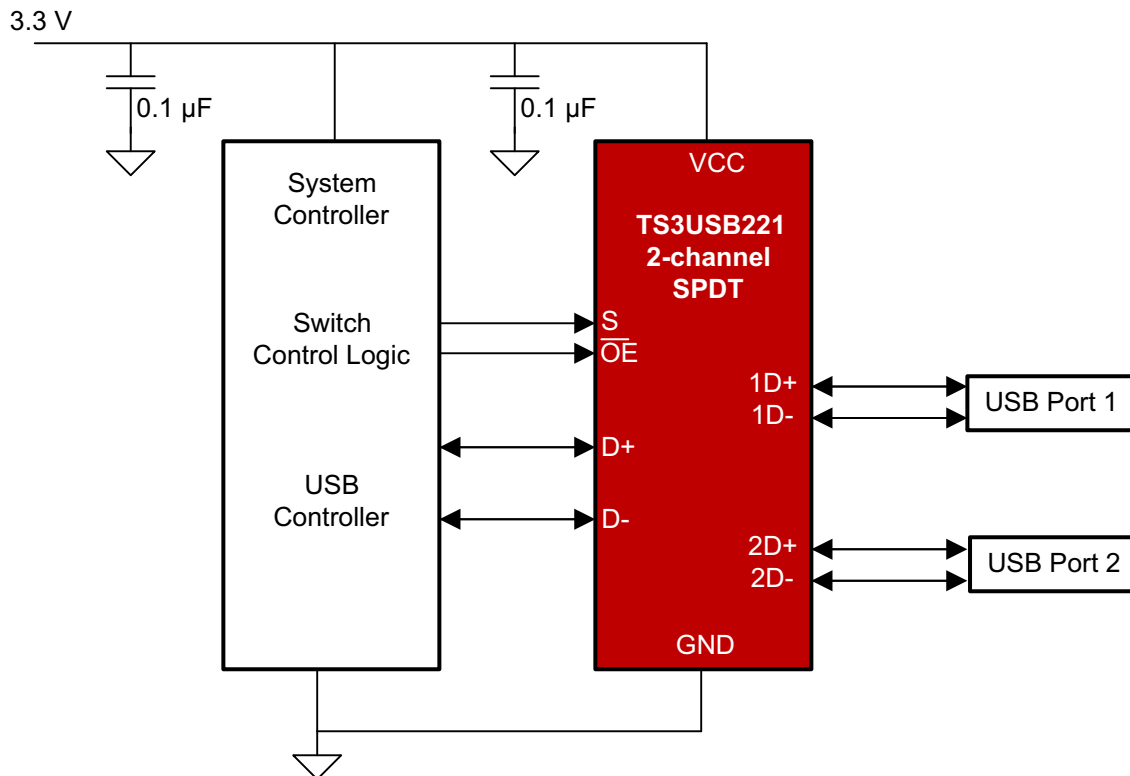 3.3 V
0.1 µF
0.1 µF
System
Controller
Switch
Control Logic
USB
Controller
VCC
TS3USB221
2-channel
SPDT
S
O̅E̅
D+
D-
1D+
1D-
2D+
2D-
GND
USB Port 1
USB Port 2